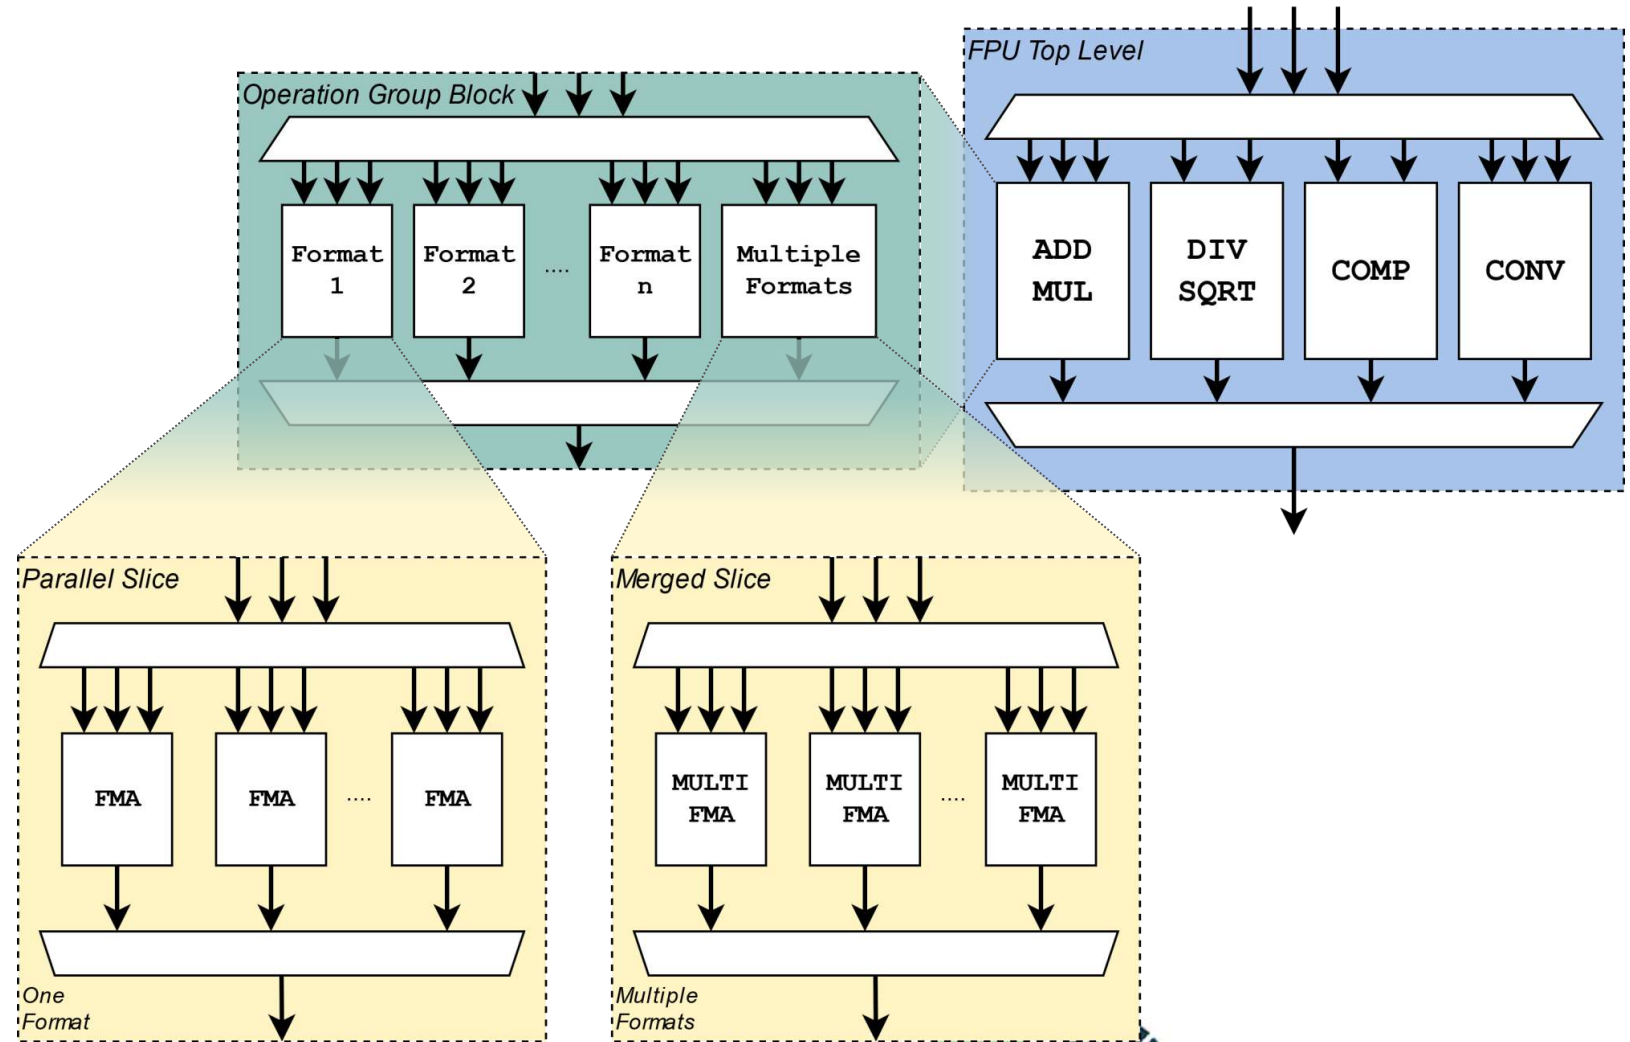 FPU Top Level
Operation Group Block
ADD
MUL
DIV
SQRT
COMP
CONV
Format
1
Format
2
....
Format
n
Multiple
Formats
Parallel Slice
FMA
FMA
....
FMA
One
Format
Merged Slice
MULTI
FMA
MULTI
FMA
....
MULTI
FMA
Multiple
Formats